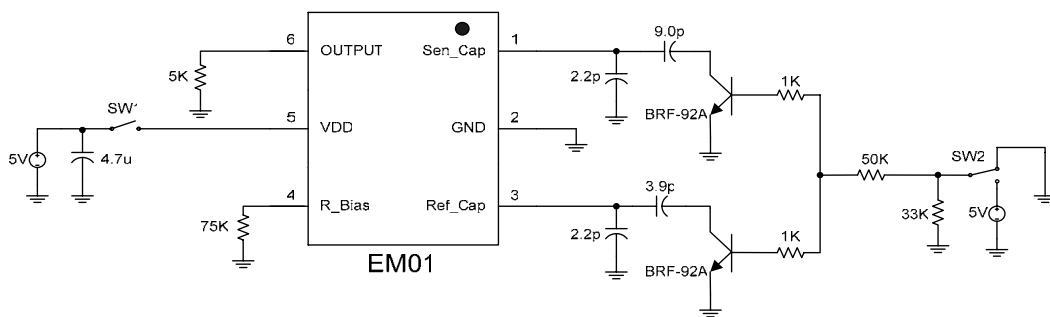 6 OUTPUT Sen_Cap 1
9.0p
5K
2.2p
1K
BRF-92A
SW1
5 VDD GND 2
5V
4.7u
50K
SW2
3.9p
4 R_Bias Ref_Cap 3
75K
2.2p
33K
5V
1K
BRF-92A
EM01